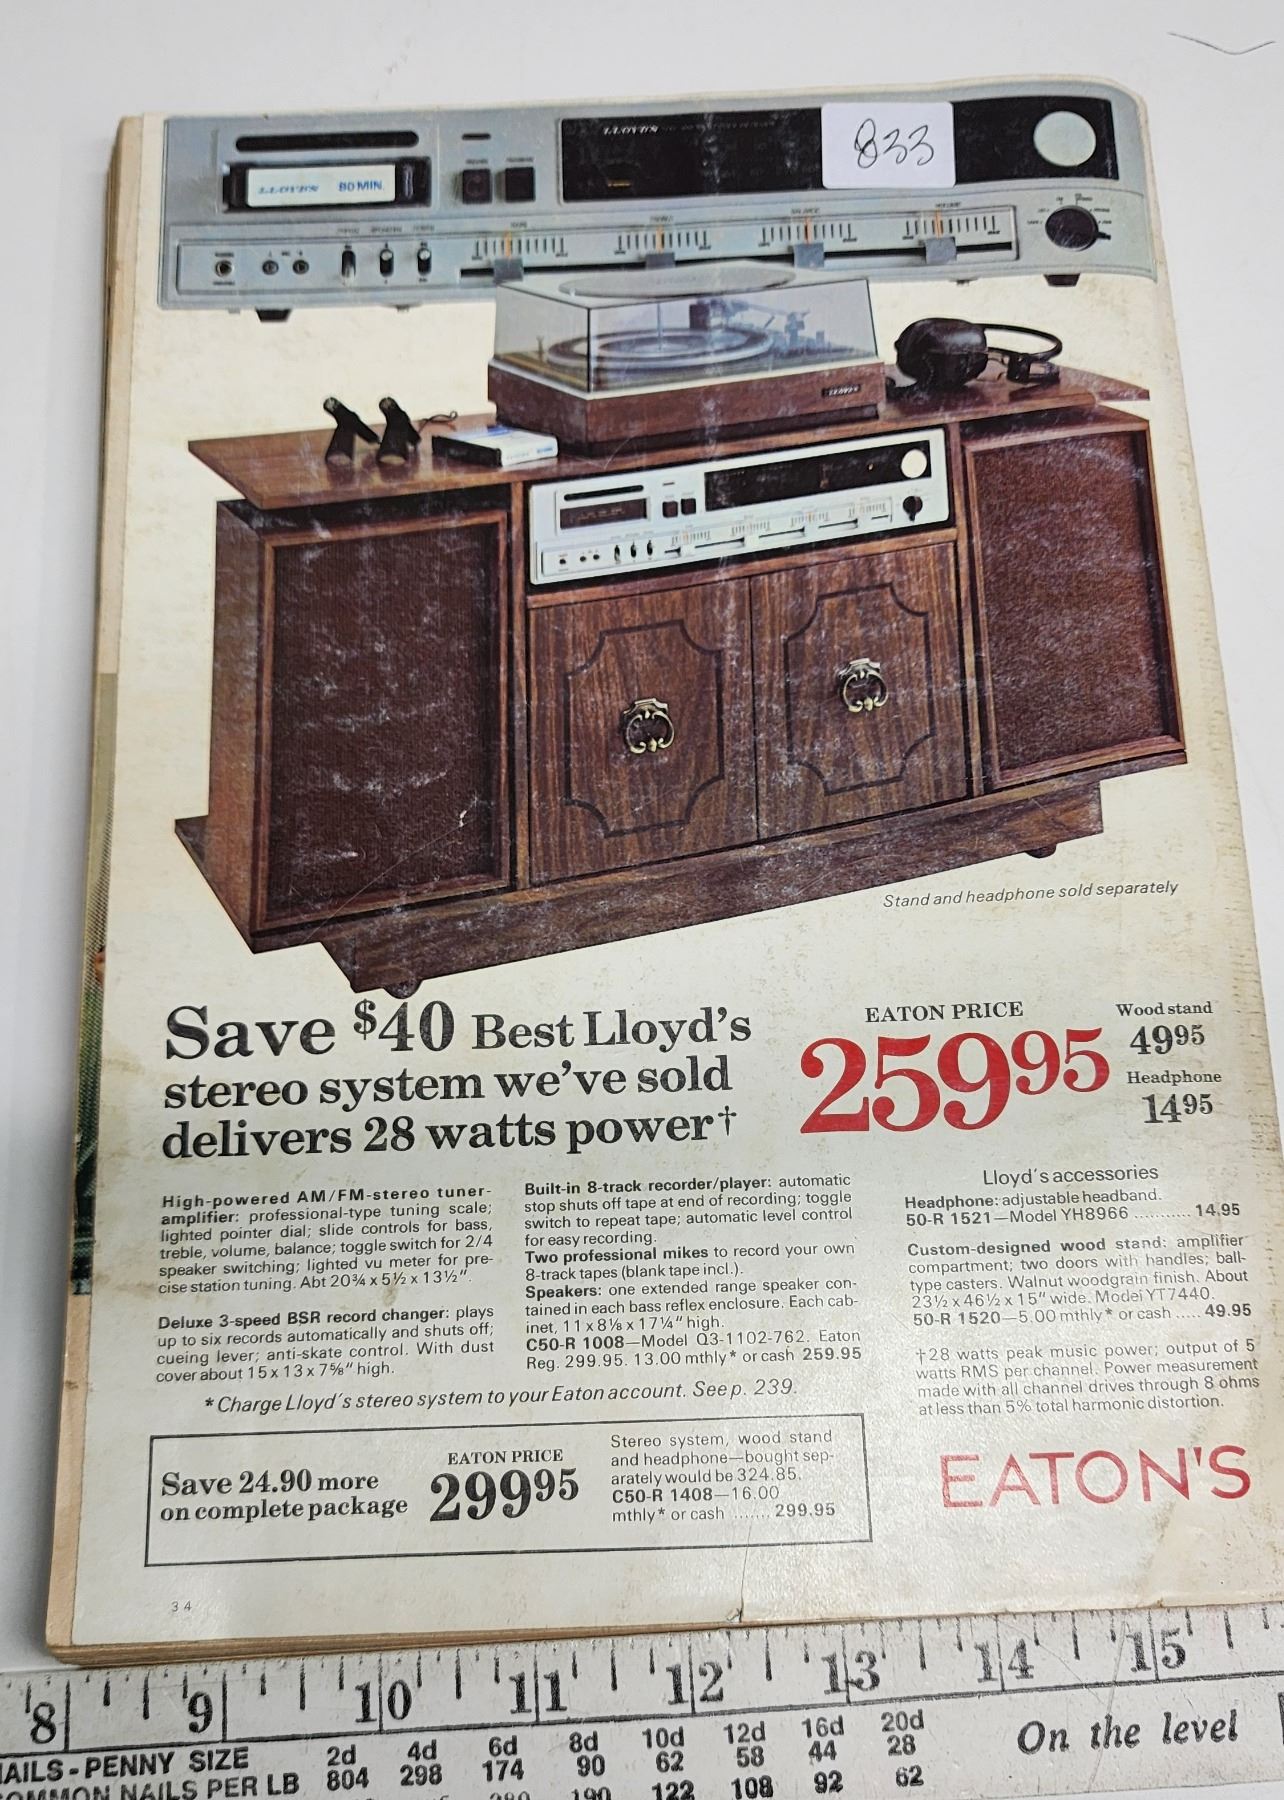 833
LLOYD'S
LLOYD'S 80 MIN.
TREBLE
BALANCE
VOLUME
Stand and headphone sold separately
Save $40 Best Lloyd's
stereo system we've sold
delivers 28 watts power†
EATON PRICE
259 95
Wood stand
49 95
Headphone
14 95
High-powered AM/FM-stereo tuner-
amplifier: professional-type tuning scale;
lighted pointer dial; slide controls for bass,
treble, volume, balance; toggle switch for 2/4
speaker switching; lighted vu meter for pre-
cise station tuning. Abt 20¾ x 5½ x 13½".
Deluxe 3-speed BSR record changer: plays
up to six records automatically and shuts off;
cueing lever; anti-skate control. With dust
cover about 15 x 13 x 7⅝" high.
Built-in 8-track recorder/player: automatic
stop shuts off tape at end of recording; toggle
switch to repeat tape; automatic level control
for easy recording.
Two professional mikes to record your own
8-track tapes (blank tape incl.).
Speakers: one extended range speaker con-
tained in each bass reflex enclosure. Each cab-
inet, 11 x 8⅛ x 17¼" high.
C50-R 1008—Model Q3-1102-762. Eaton
Reg. 299.95. 13.00 mthly* or cash 259.95
Lloyd's accessories
Headphone: adjustable headband.
50-R 1521—Model YH8966 ........... 14.95
Custom-designed wood stand: amplifier
compartment; two doors with handles; ball-
type casters. Walnut woodgrain finish. About
23½ x 46½ x 15" wide. Model YT7440.
50-R 1520—5.00 mthly* or cash ..... 49.95
†28 watts peak music power; output of 5
watts RMS per channel. Power measurement
made with all channel drives through 8 ohms
at less than 5% total harmonic distortion.
*Charge Lloyd's stereo system to your Eaton account. See p. 239.
Save 24.90 more
on complete package
EATON PRICE
299 95
Stereo system, wood stand
and headphone—bought sep-
arately would be 324.85.
C50-R 1408—16.00
mthly* or cash ....... 299.95
EATON'S
34
8 9 10 11 12 13 14 15
NAILS - PENNY SIZE 2d 4d 6d 8d 10d 12d 16d 20d
COMMON NAILS PER LB 804 298 174 90 62 58 44 28
122 108 92 62
On the level